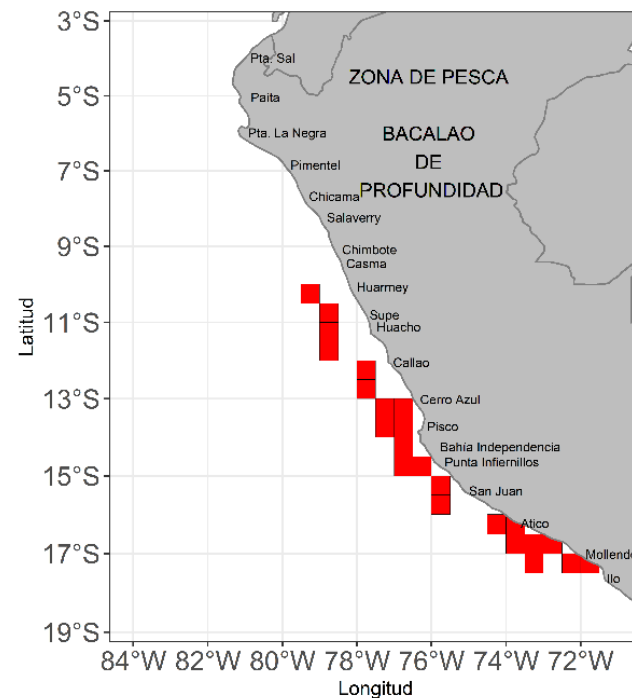 3°S
Pta. Sal
ZONA DE PESCA
5°S
Paita
Pta. La Negra
BACALAO
DE
PROFUNDIDAD
7°S
Pimentel
Chicama
Salaverry
9°S
Chimbote
Casma
Huarmey
11°S
Supe
Huacho
Latitud
Callao
13°S
Cerro Azul
Pisco
Bahía Independencia
15°S
Punta Infiernillos
San Juan
Atico
17°S
Mollendo
Ilo
19°S
84°W 82°W 80°W 78°W 76°W 74°W 72°W
Longitud